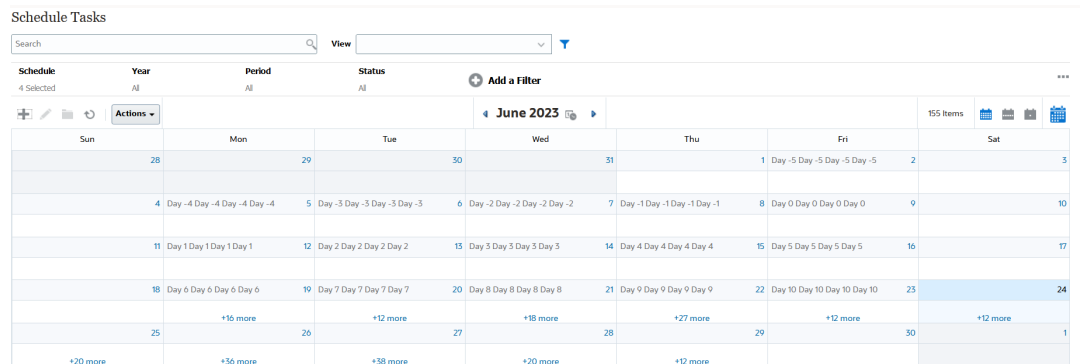 Schedule Tasks
Search
View
Schedule Year Period Status
4 Selected All All All
Add a Filter
Actions
June 2023
155 Items
Sun Mon Tue Wed Thu Fri Sat
28 29 30 31 1 Day -5 Day -5 Day -5 Day -5 2 3
4 Day -4 Day -4 Day -4 Day -4 5 Day -3 Day -3 Day -3 Day -3 6 Day -2 Day -2 Day -2 Day -2 7 Day -1 Day -1 Day -1 Day -1 8 Day 0 Day 0 Day 0 Day 0 9 10
11 Day 1 Day 1 Day 1 Day 1 12 Day 2 Day 2 Day 2 Day 2 13 Day 3 Day 3 Day 3 Day 3 14 Day 4 Day 4 Day 4 Day 4 15 Day 5 Day 5 Day 5 Day 5 16 17
18 Day 6 Day 6 Day 6 Day 6 19 Day 7 Day 7 Day 7 Day 7 20 Day 8 Day 8 Day 8 Day 8 21 Day 9 Day 9 Day 9 Day 9 22 Day 10 Day 10 Day 10 Day 10 23 24
+16 more +12 more +18 more +27 more +12 more +12 more
25 26 27 28 29 30 1
+20 more +36 more +38 more +20 more +12 more